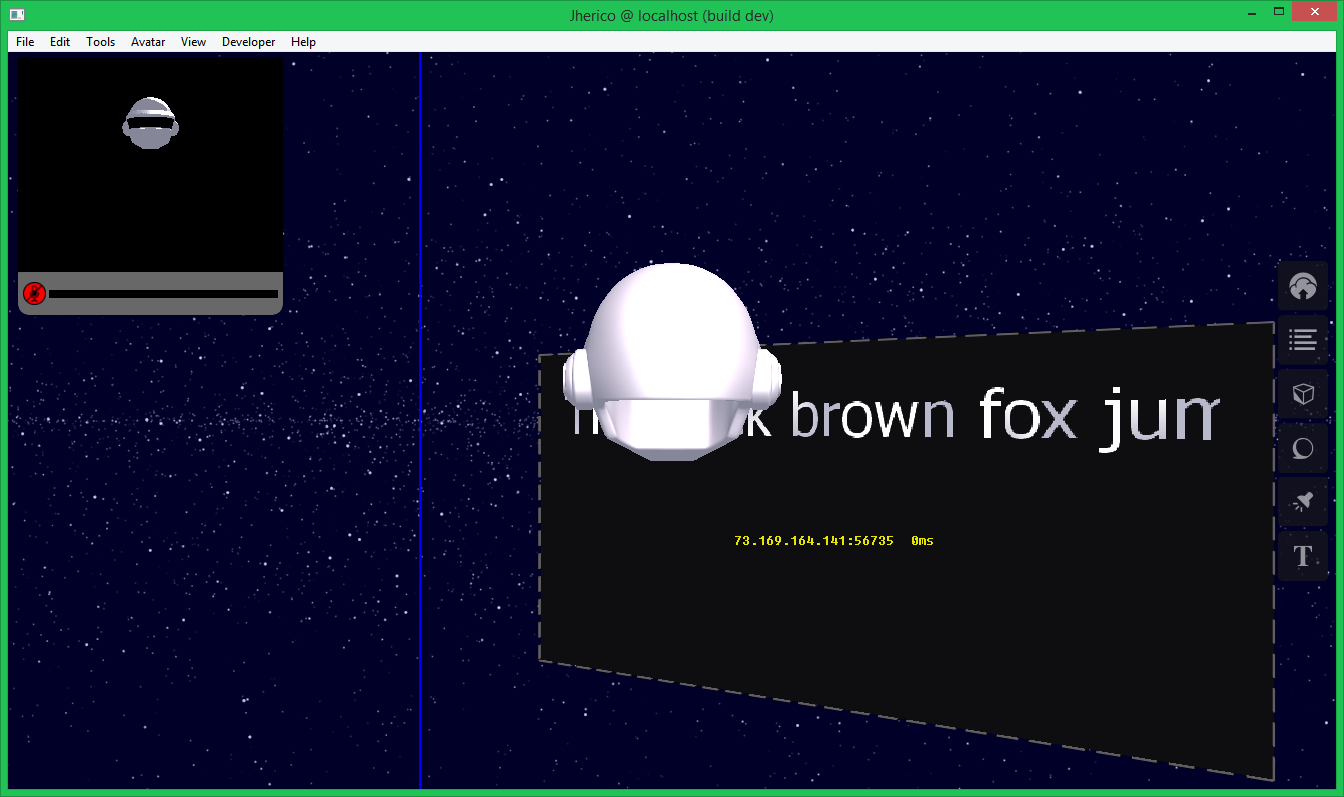 Jherico @ localhost (build dev)
File Edit Tools Avatar View Developer Help
brown fox jum
73.169.164.141:56735 0ms
T